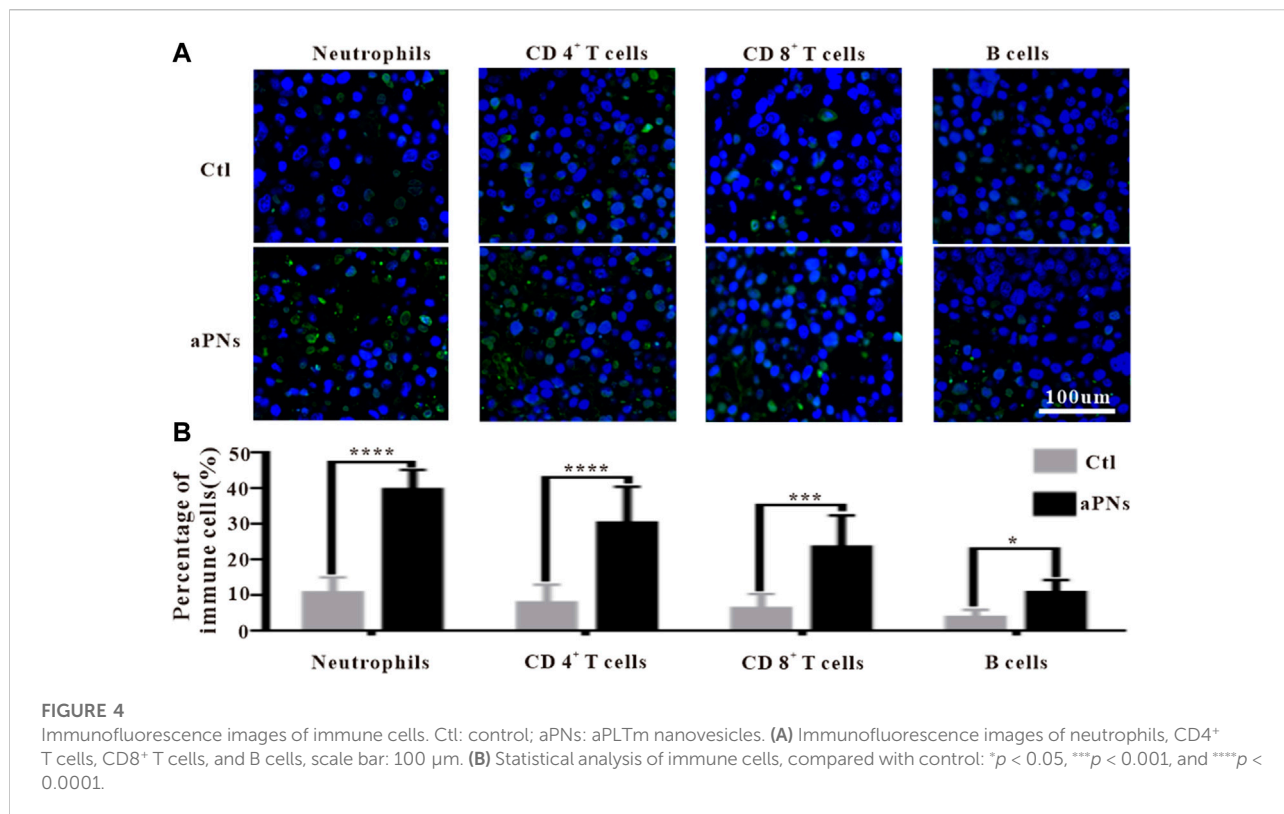 A
Neutrophils CD 4⁺ T cells CD 8⁺ T cells B cells
Ctl
aPNs
100um
B
Percentage of
immune cells(%)
50
40
30
20
10
0
**** **** *** *
Ctl
aPNs
Neutrophils CD 4⁺ T cells CD 8⁺ T cells B cells
FIGURE 4
Immunofluorescence images of immune cells. Ctl: control; aPNs: aPLTm nanovesicles. (A) Immunofluorescence images of neutrophils, CD4⁺
T cells, CD8⁺ T cells, and B cells, scale bar: 100 µm. (B) Statistical analysis of immune cells, compared with control: *p < 0.05, ***p < 0.001, and ****p <
0.0001.